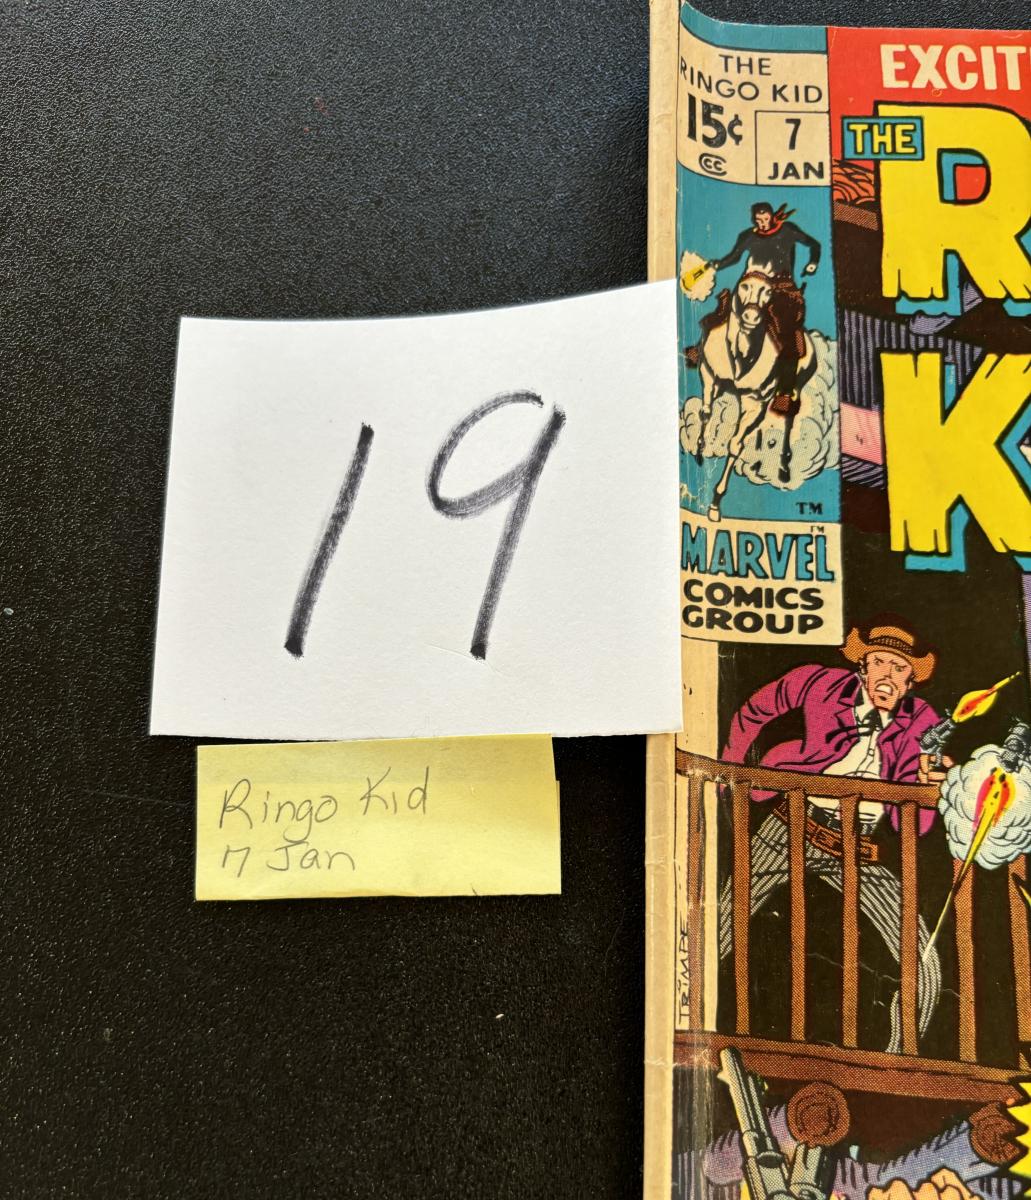 THE
RINGO KID
15¢
7
JAN
CCC
TM
TM
MARVEL
COMICS
GROUP
EXCIT
THE R
K
TRIMPE
19
Ringo Kid
7 Jan